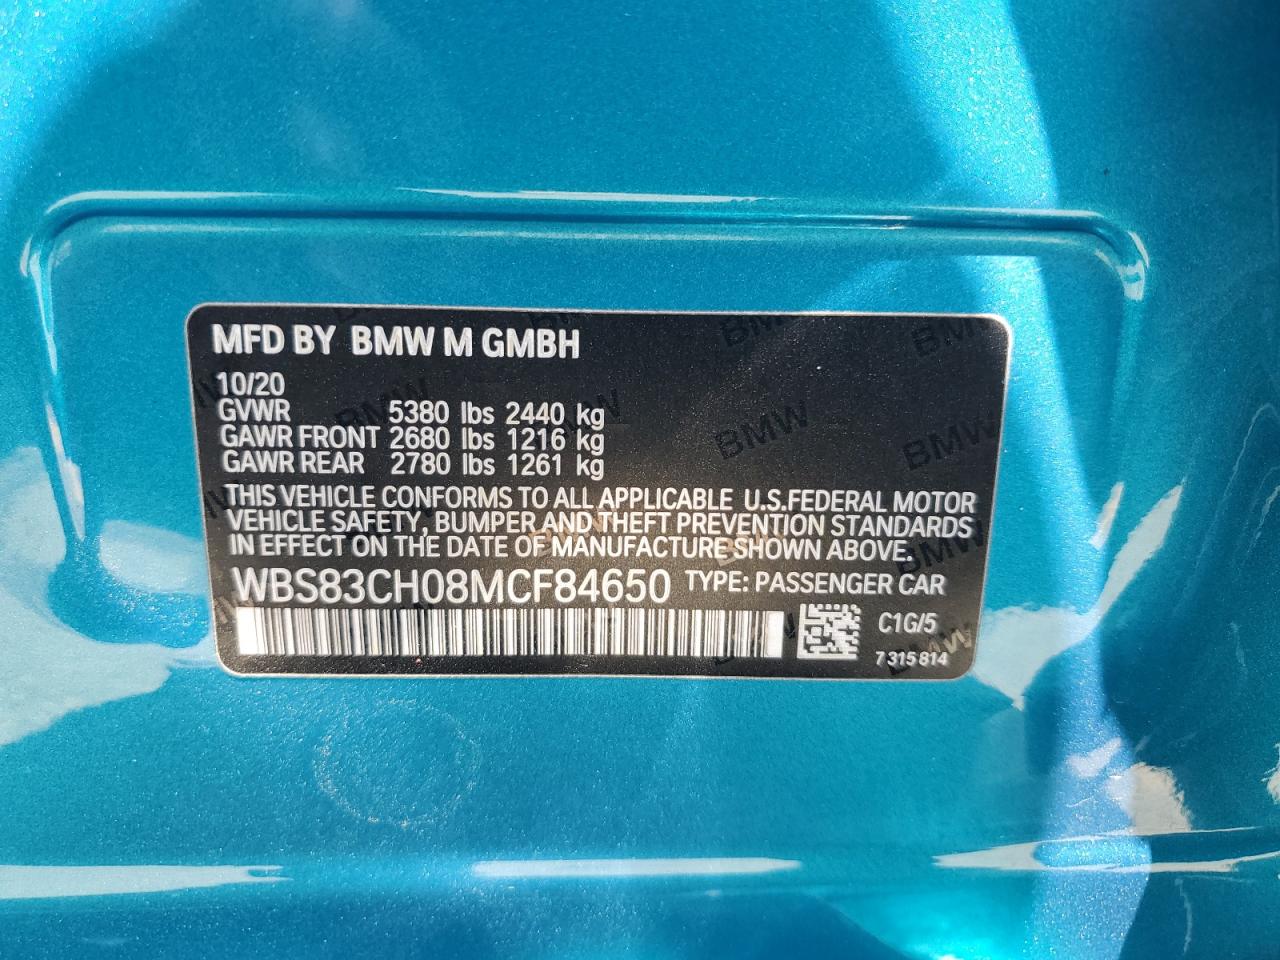 MFD BY BMW M GMBH
10/20
GVWR 5380 lbs 2440 kg
GAWR FRONT 2680 lbs 1216 kg
GAWR REAR 2780 lbs 1261 kg
THIS VEHICLE CONFORMS TO ALL APPLICABLE U.S.FEDERAL MOTOR
VEHICLE SAFETY, BUMPER AND THEFT PREVENTION STANDARDS
IN EFFECT ON THE DATE OF MANUFACTURE SHOWN ABOVE.
WBS83CH08MCF84650 TYPE: PASSENGER CAR
C1G/5
7 315 814